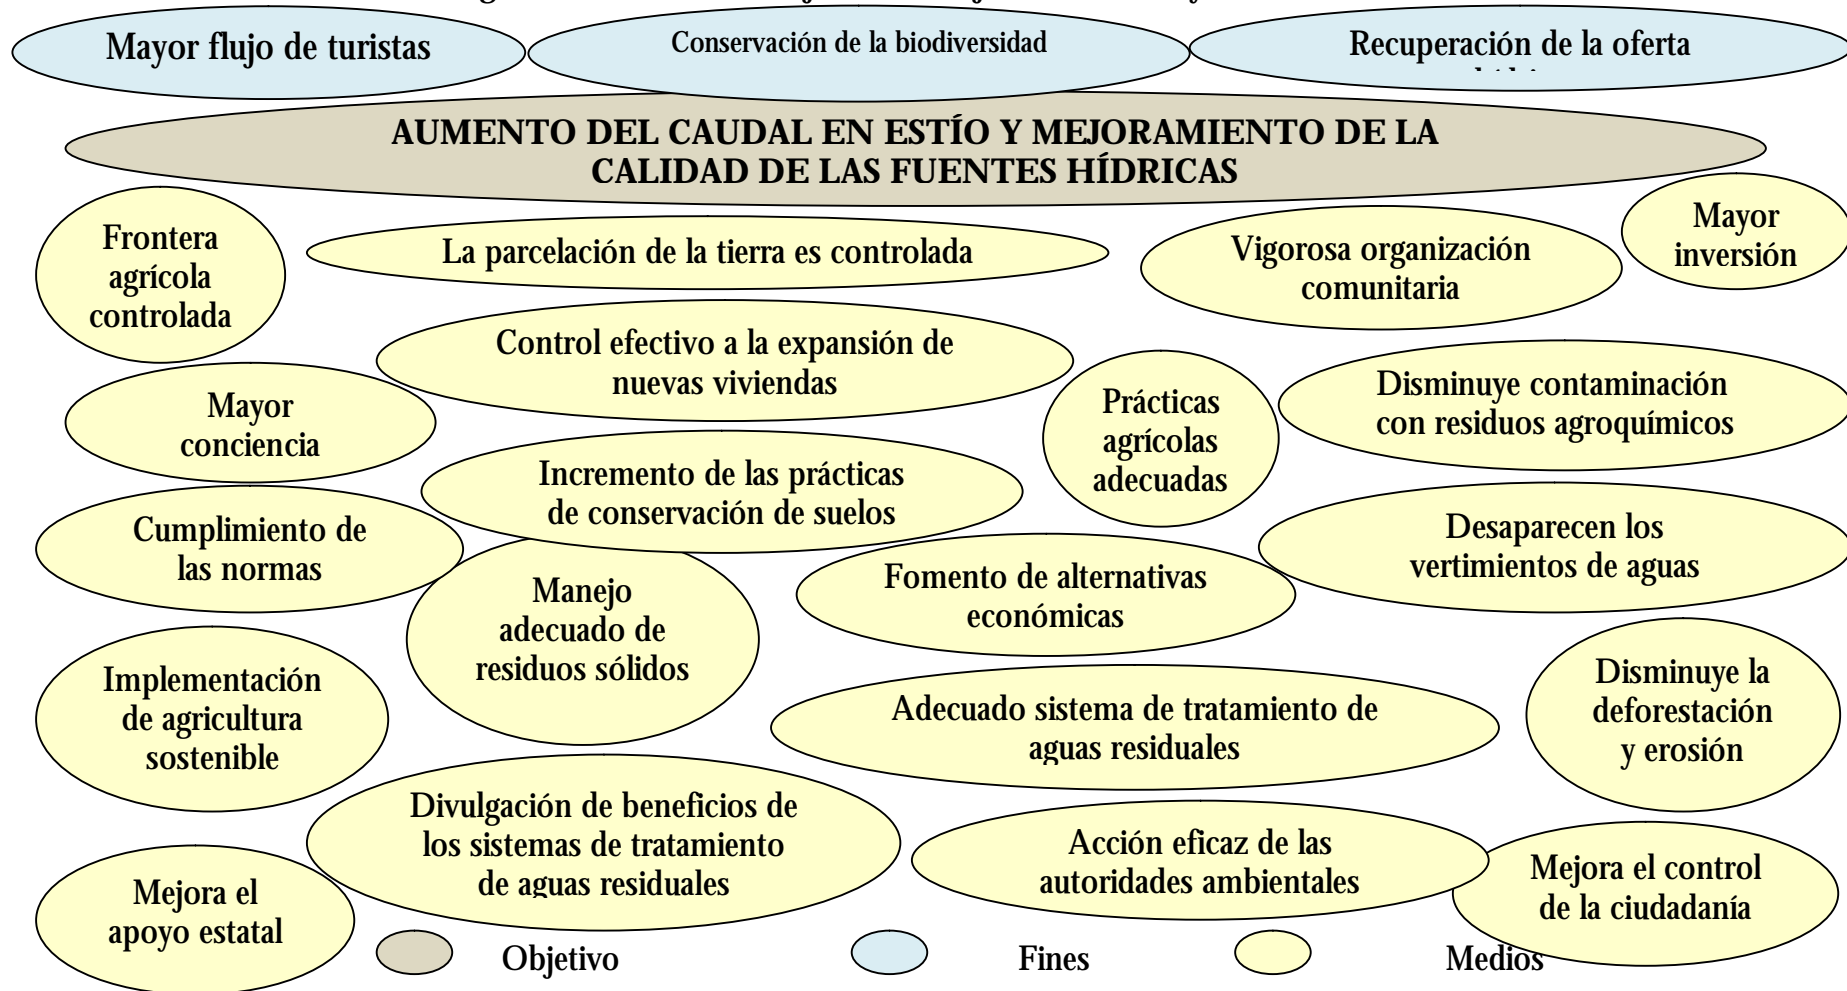 Mayor flujo de turistas
Conservación de la biodiversidad
Recuperación de la oferta
AUMENTO DEL CAUDAL EN ESTÍO Y MEJORAMIENTO DE LA
CALIDAD DE LAS FUENTES HÍDRICAS
Frontera
agrícola
controlada
La parcelación de la tierra es controlada
Vigorosa organización
comunitaria
Mayor
inversión
Control efectivo a la expansión de
nuevas viviendas
Mayor
conciencia
Prácticas
agrícolas
adecuadas
Disminuye contaminación
con residuos agroquímicos
Incremento de las prácticas
de conservación de suelos
Cumplimiento de
las normas
Desaparecen los
vertimientos de aguas
Manejo
adecuado de
residuos sólidos
Fomento de alternativas
económicas
Implementación
de agricultura
sostenible
Adecuado sistema de tratamiento de
aguas residuales
Disminuye la
deforestación
y erosión
Divulgación de beneficios de
los sistemas de tratamiento
de aguas residuales
Acción eficaz de las
autoridades ambientales
Mejora el control
de la ciudadanía
Mejora el
apoyo estatal
Objetivo
Fines
Medios